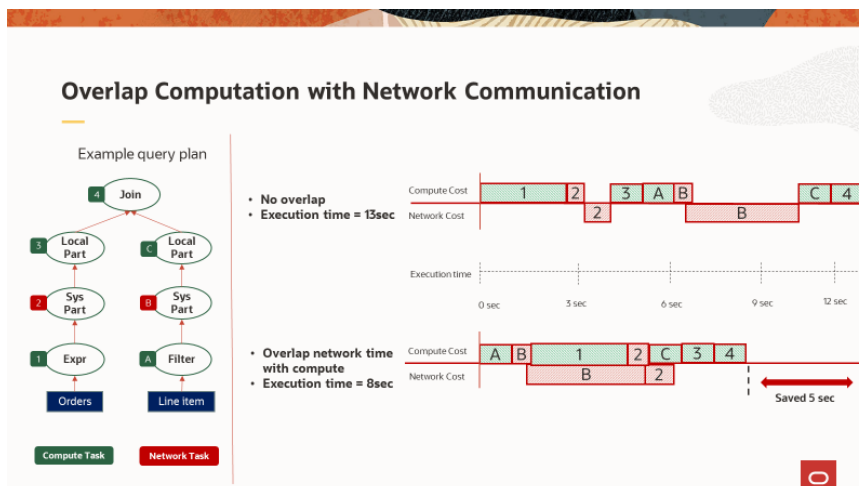 Overlap Computation with Network Communication
Example query plan
4
Join
3
Local
Part
C
Local
Part
2
Sys
Part
B
Sys
Part
1
Expr
A
Filter
Orders
Line item
Compute Task
Network Task
• No overlap
• Execution time = 13sec
Compute Cost
1
2
3
A
B
C
4
Network Cost
2
B
Execution time
0 sec
3 sec
6 sec
9 sec
12 sec
• Overlap network time
with compute
• Execution time = 8sec
Compute Cost
A
B
1
2
C
3
4
Network Cost
B
2
Saved 5 sec